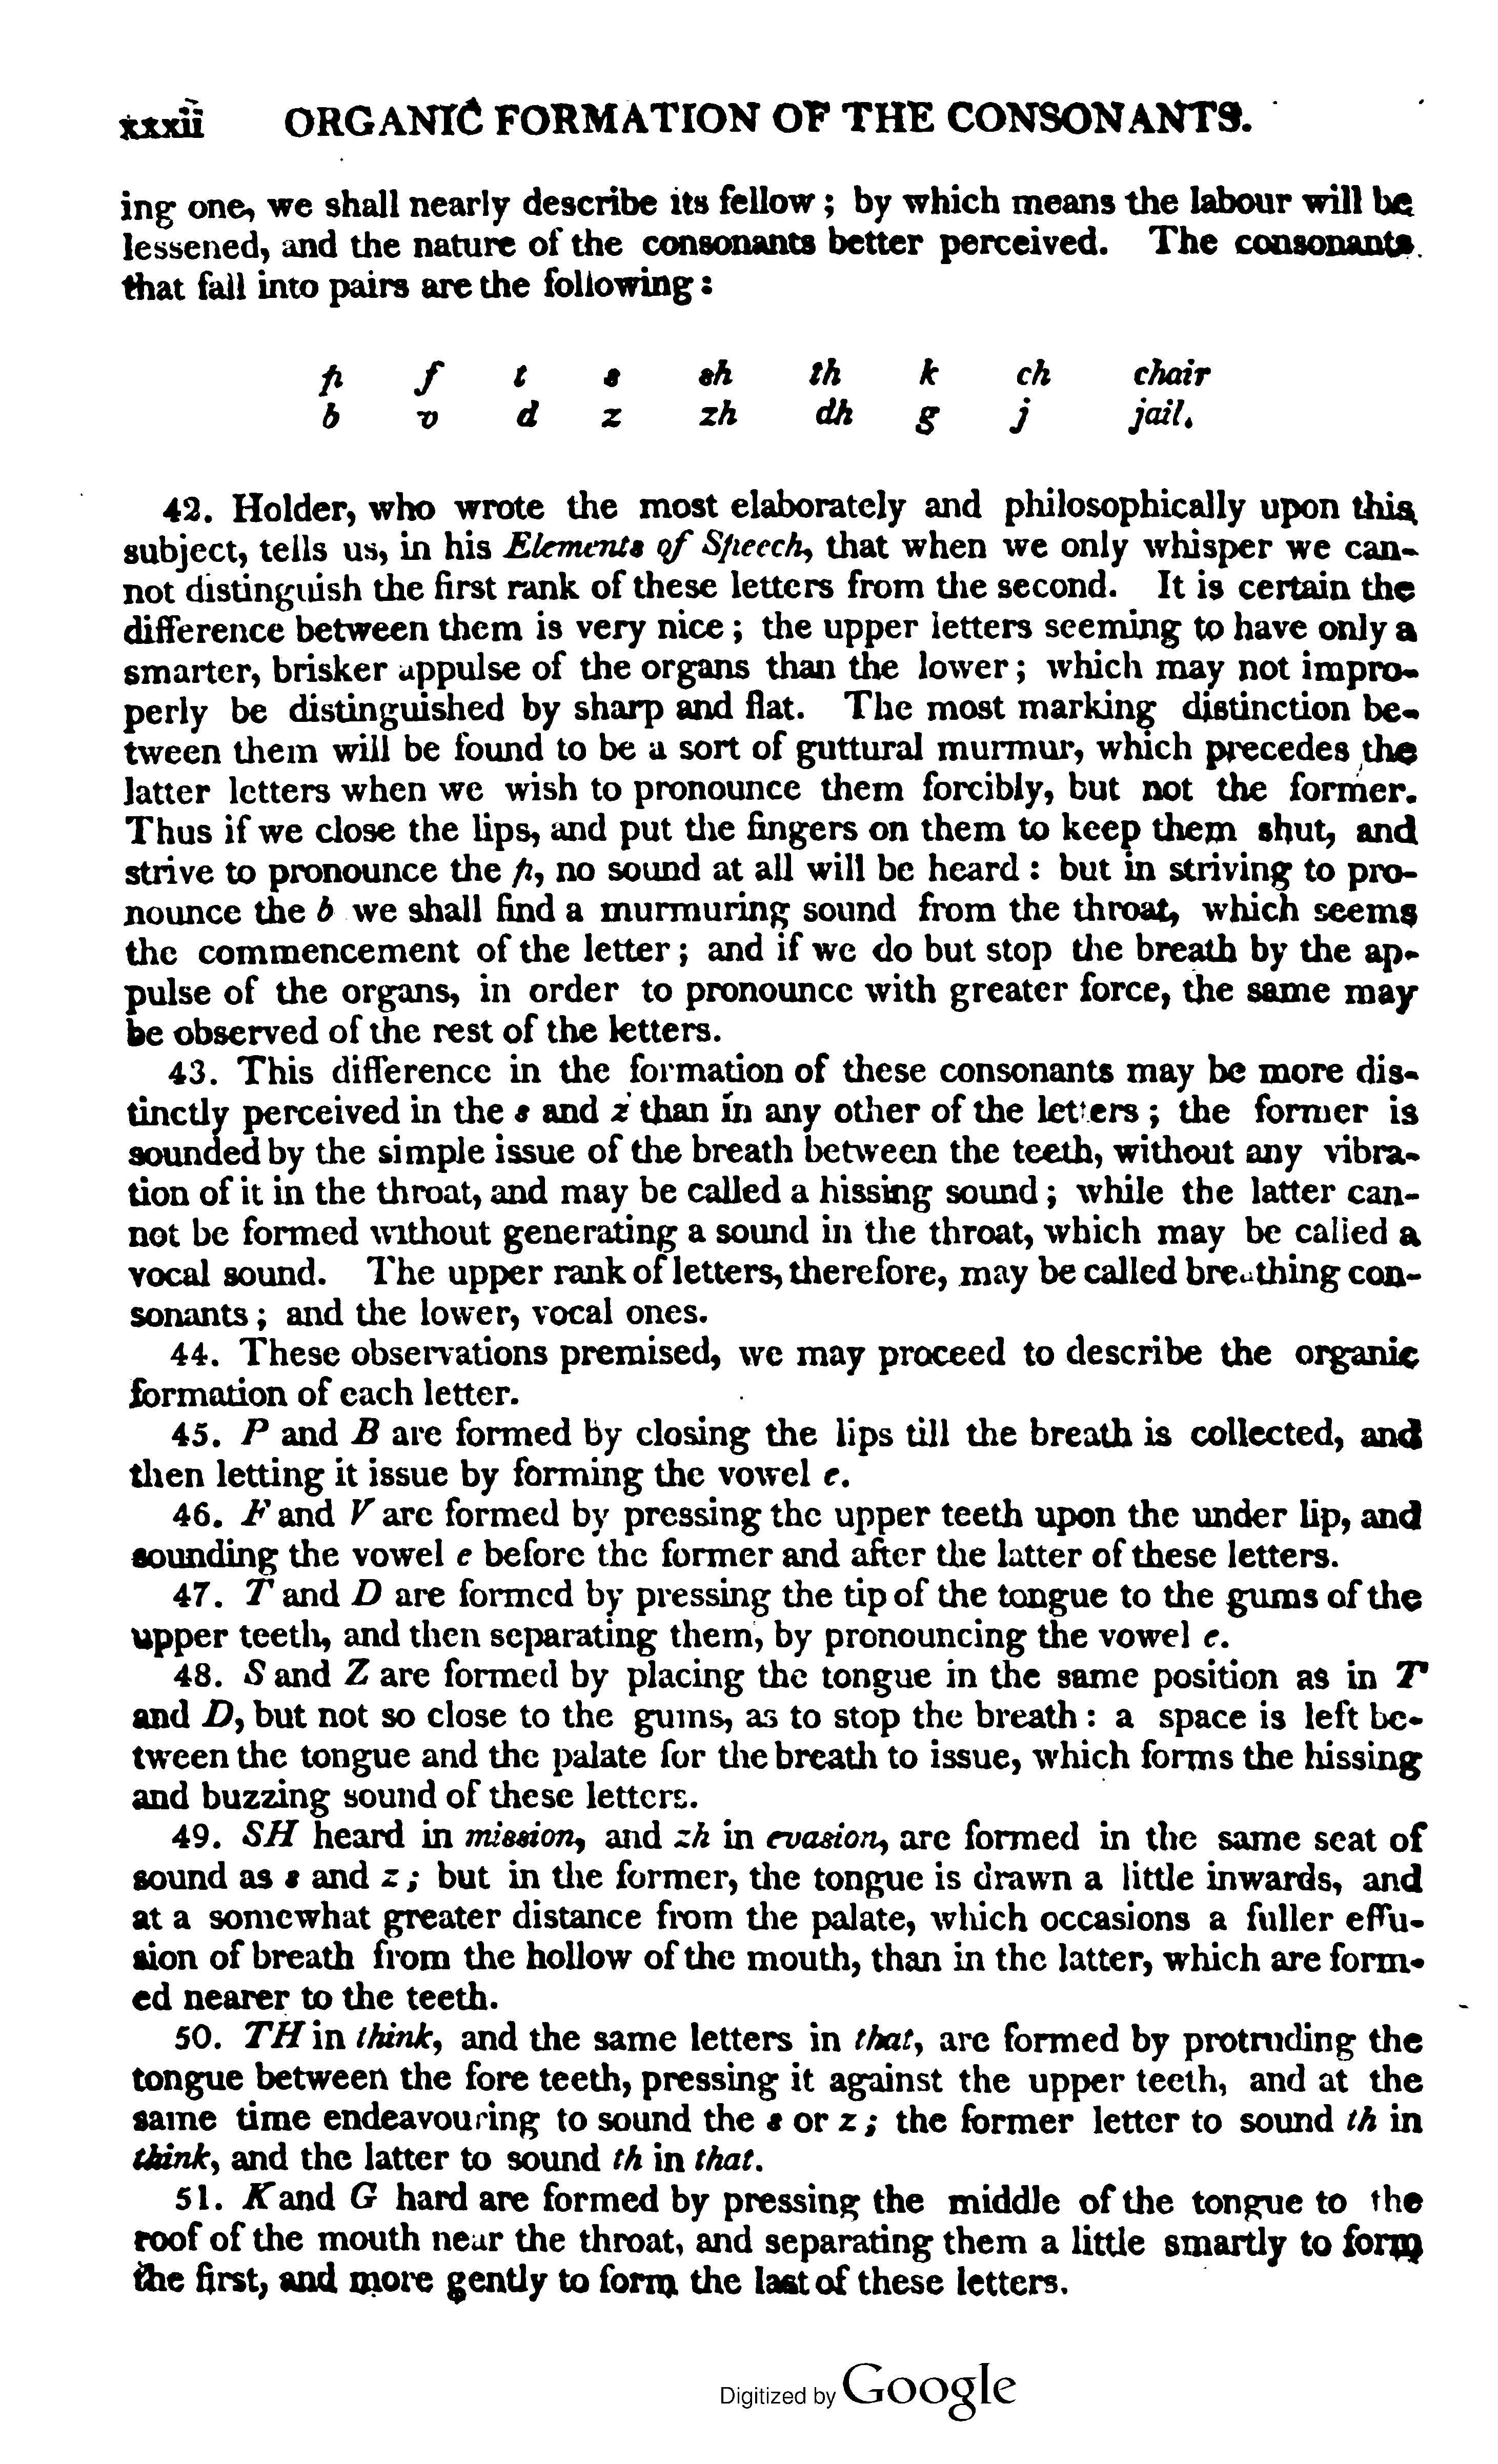 xxxii ORGANIC FORMATION OF THE CONSONANTS.
ing one, we shall nearly describe its fellow; by which means the labour will be
lessened, and the nature of the consonants better perceived. The consonants
that fall into pairs are the following:
p f t s sh th k ch chair
b v d z zh dh g j jail.
42. Holder, who wrote the most elaborately and philosophically upon this
subject, tells us, in his Elements of Speech, that when we only whisper we can-
not distinguish the first rank of these letters from the second. It is certain the
difference between them is very nice; the upper letters seeming to have only a
smarter, brisker appulse of the organs than the lower; which may not impro-
perly be distinguished by sharp and flat. The most marking distinction be-
tween them will be found to be a sort of guttural murmur, which precedes the
latter letters when we wish to pronounce them forcibly, but not the former.
Thus if we close the lips, and put the fingers on them to keep them shut, and
strive to pronounce the p, no sound at all will be heard: but in striving to pro-
nounce the b we shall find a murmuring sound from the throat, which seems
the commencement of the letter; and if we do but stop the breath by the ap-
pulse of the organs, in order to pronounce with greater force, the same may
be observed of the rest of the letters.
43. This difference in the formation of these consonants may be more dis-
tinctly perceived in the s and z than in any other of the letters; the former is
sounded by the simple issue of the breath between the teeth, without any vibra-
tion of it in the throat, and may be called a hissing sound; while the latter can-
not be formed without generating a sound in the throat, which may be called a
vocal sound. The upper rank of letters, therefore, may be called breathing con-
sonants; and the lower, vocal ones.
44. These observations premised, we may proceed to describe the organic
formation of each letter.
45. P and B are formed by closing the lips till the breath is collected, and
then letting it issue by forming the vowel e.
46. F and V are formed by pressing the upper teeth upon the under lip, and
sounding the vowel e before the former and after the latter of these letters.
47. T and D are formed by pressing the tip of the tongue to the gums of the
upper teeth, and then separating them, by pronouncing the vowel e.
48. S and Z are formed by placing the tongue in the same position as in T
and D, but not so close to the gums, as to stop the breath: a space is left be-
tween the tongue and the palate for the breath to issue, which forms the hissing
and buzzing sound of these letters.
49. SH heard in mission, and zh in evasion, are formed in the same seat of
sound as s and z; but in the former, the tongue is drawn a little inwards, and
at a somewhat greater distance from the palate, which occasions a fuller effu-
sion of breath from the hollow of the mouth, than in the latter, which are form-
ed nearer to the teeth.
50. TH in think, and the same letters in that, are formed by protruding the
tongue between the fore teeth, pressing it against the upper teeth, and at the
same time endeavouring to sound the s or z; the former letter to sound th in
think, and the latter to sound th in that.
51. K and G hard are formed by pressing the middle of the tongue to the
roof of the mouth near the throat, and separating them a little smartly to form
the first, and more gently to form the last of these letters.
Digitized by Google